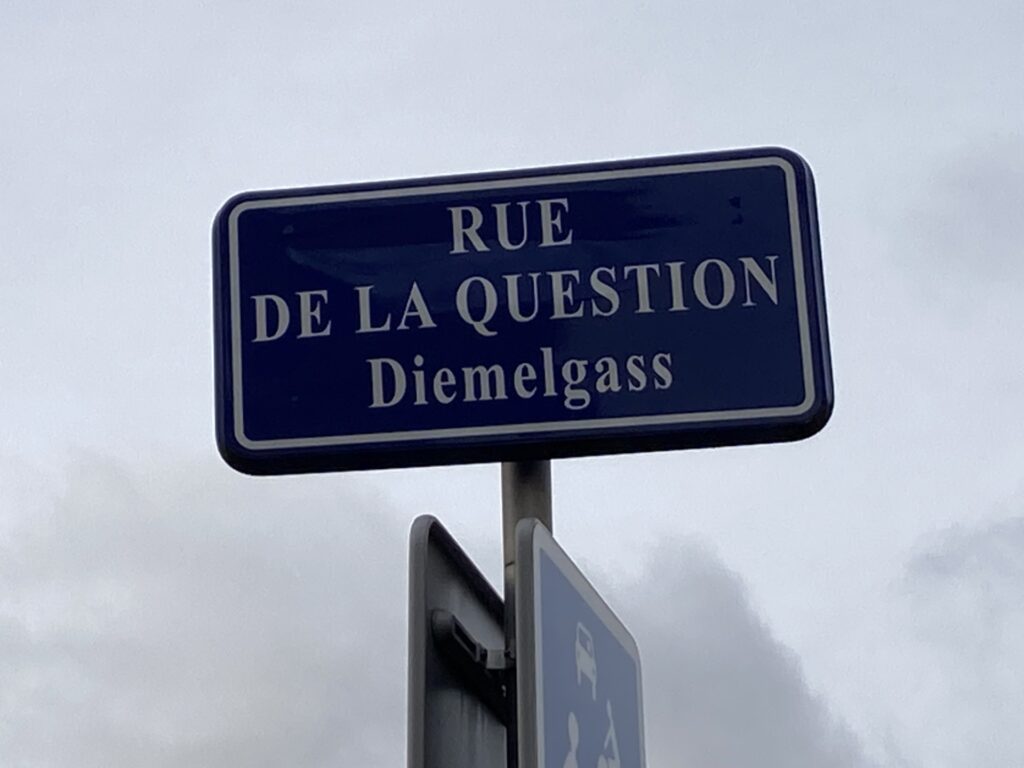 RUE
DE LA QUESTION
Diemelgass